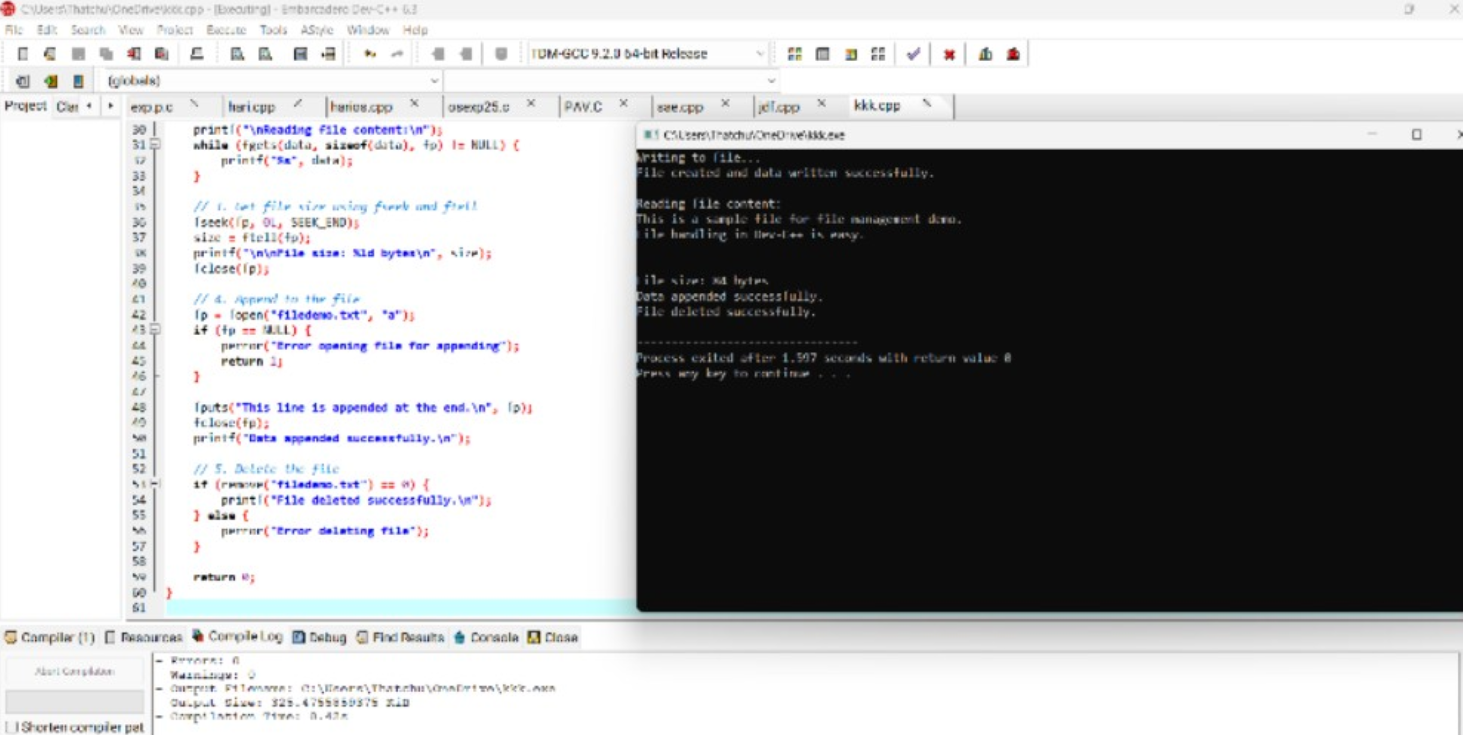 C:\Users\Thatchu\OneDrive\kkk.cpp - [Executing] - Embarcadero Dev-C++ 6.3
File Edit Search View Project Execute Tools AStyle Window Help
TDM-GCC 9.2.0 64-bit Release
(globals)
Project
exp.p.c hari.cpp harios.cpp osexp25.c PAV.C sae.cpp jdf.cpp kkk.cpp
30 printf("\nReading file content:\n");
31 while (fgets(data, sizeof(data), fp) != NULL) {
32 printf("%s", data);
33 }
34
35 // 3. Get file size using fseek and ftell
36 fseek(fp, 0L, SEEK_END);
37 size = ftell(fp);
38 printf("\n\nFile size: %ld bytes\n", size);
39 fclose(fp);
40
41 // 4. Append to the file
42 fp = fopen("filedemo.txt", "a");
43 if (fp == NULL) {
44 perror("Error opening file for appending");
45 return 1;
46 }
47
48 fputs("This line is appended at the end.\n", fp);
49 fclose(fp);
50 printf("Data appended successfully.\n");
51
52 // 5. Delete the file
53 if (remove("filedemo.txt") == 0) {
54 printf("File deleted successfully.\n");
55 } else {
56 perror("Error deleting file");
57 }
58
59 return 0;
60 }
61
C:\Users\Thatchu\OneDrive\kkk.exe
Writing to file...
File created and data written successfully.
Reading file content:
This is a sample file for file management demo.
File handling in Dev-C++ is easy.
File size: 84 bytes
Data appended successfully.
File deleted successfully.
--------------------------------
Process exited after 1.597 seconds with return value 0
Press any key to continue . . .
Compiler (1) Resources Compile Log Debug Find Results Console Close
Abort Compilation
Shorten compiler pat
- Errors: 0
- Warnings: 0
- Output Filename: C:\Users\Thatchu\OneDrive\kkk.exe
- Output Size: 325.4755859375 KiB
- Compilation Time: 0.42s